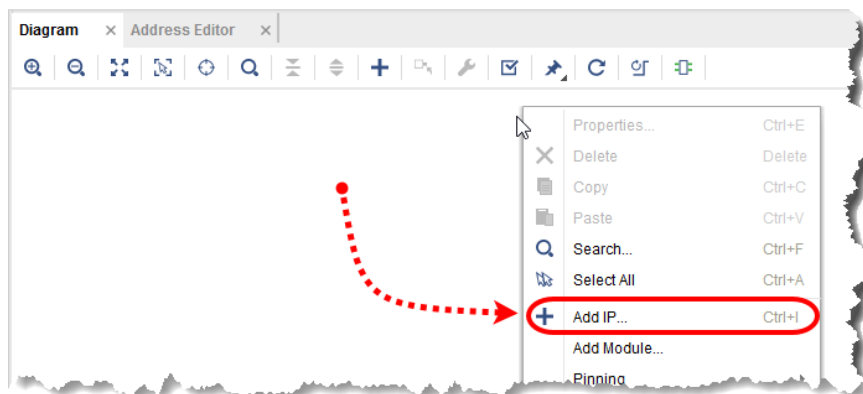 Diagram
Address Editor
Properties... Ctrl+E
Delete Delete
Copy Ctrl+C
Paste Ctrl+V
Search... Ctrl+F
Select All Ctrl+A
Add IP... Ctrl+I
Add Module...
Pinning